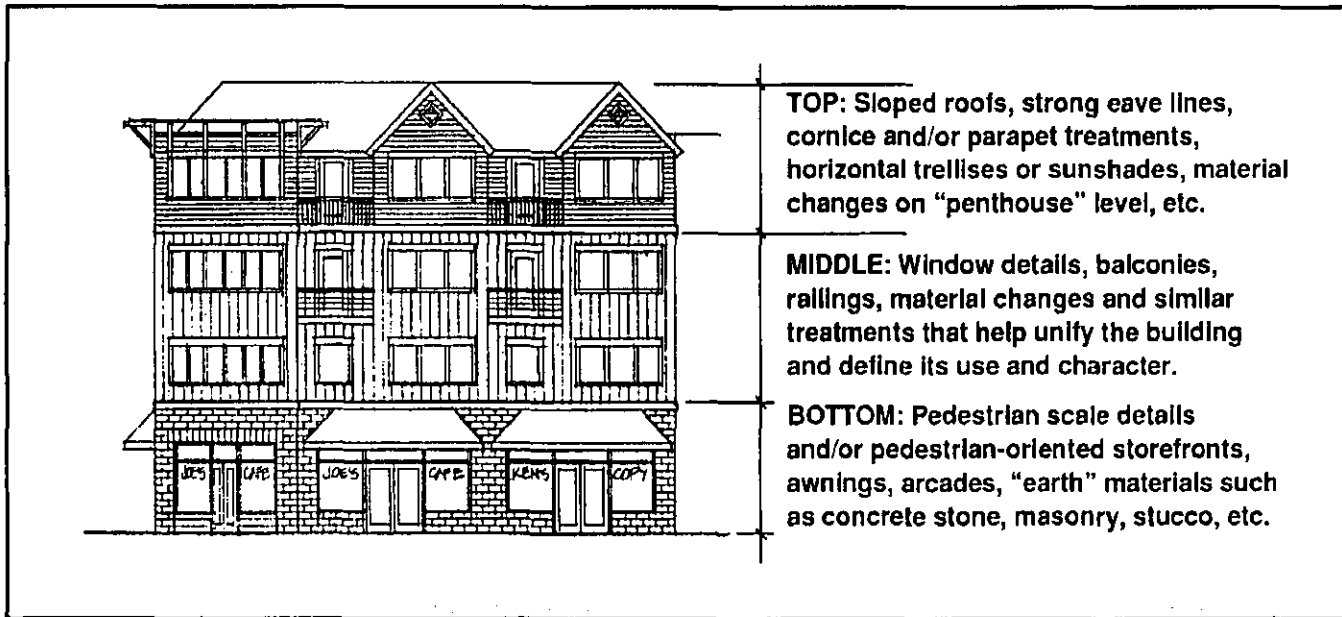 TOP: Sloped roofs, strong eave lines,
cornice and/or parapet treatments,
horizontal trellises or sunshades, material
changes on “penthouse” level, etc.
MIDDLE: Window details, balconies,
railings, material changes and similar
treatments that help unify the building
and define its use and character.
BOTTOM: Pedestrian scale details
and/or pedestrian-oriented storefronts,
awnings, arcades, “earth” materials such
as concrete stone, masonry, stucco, etc.
JOE'S CAFE JOE'S CAFE KEN'S COPY